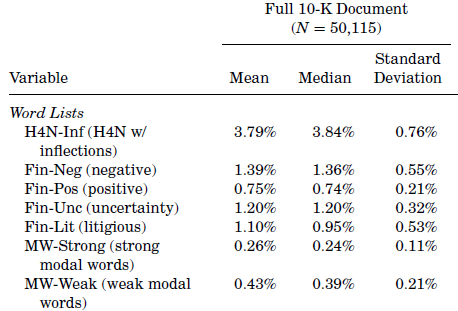 Full 10-K Document
(N = 50,115)
Standard
Variable Mean Median Deviation
Word Lists
H4N-Inf (H4N w/ 3.79% 3.84% 0.76%
inflections)
Fin-Neg (negative) 1.39% 1.36% 0.55%
Fin-Pos (positive) 0.75% 0.74% 0.21%
Fin-Unc (uncertainty) 1.20% 1.20% 0.32%
Fin-Lit (litigious) 1.10% 0.95% 0.53%
MW-Strong (strong 0.26% 0.24% 0.11%
modal words)
MW-Weak (weak modal 0.43% 0.39% 0.21%
words)